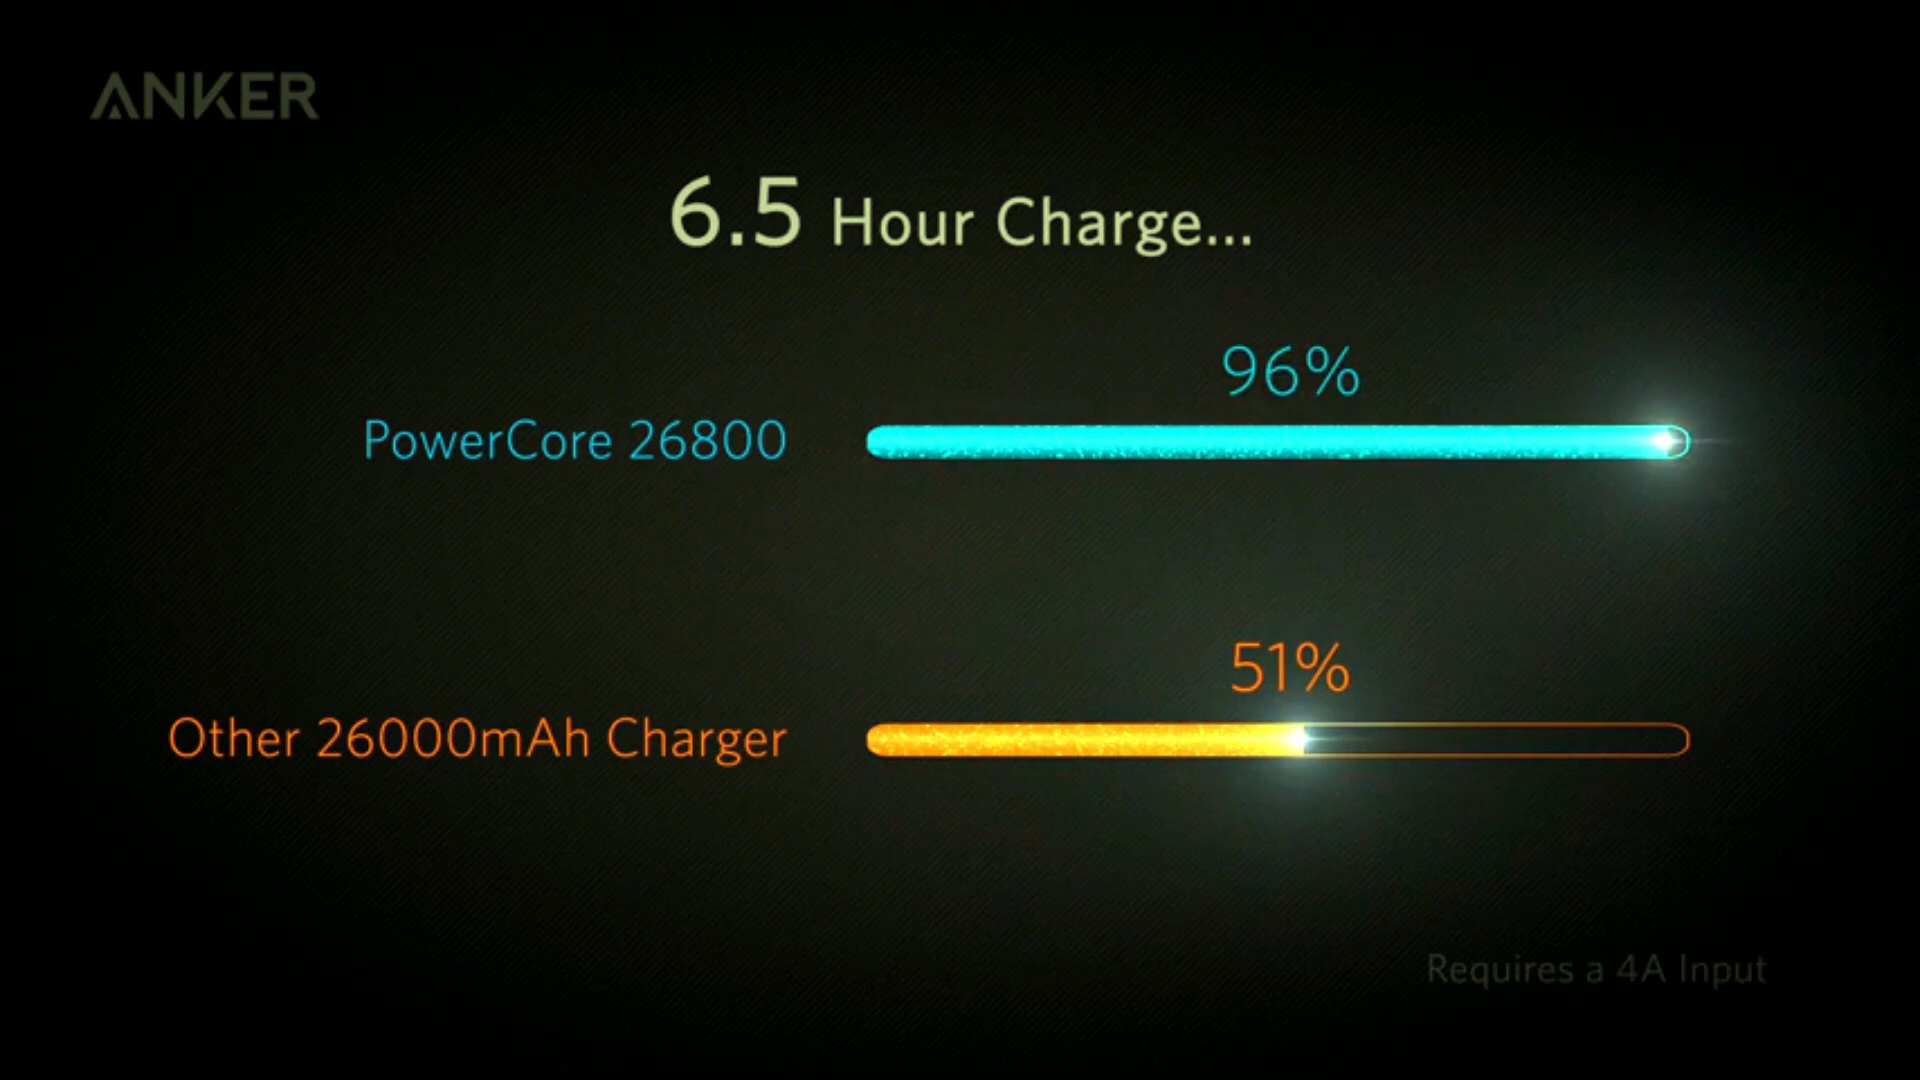 ANKER
6.5 Hour Charge...
96%
PowerCore 26800
51%
Other 26000mAh Charger
Requires a 4A Input